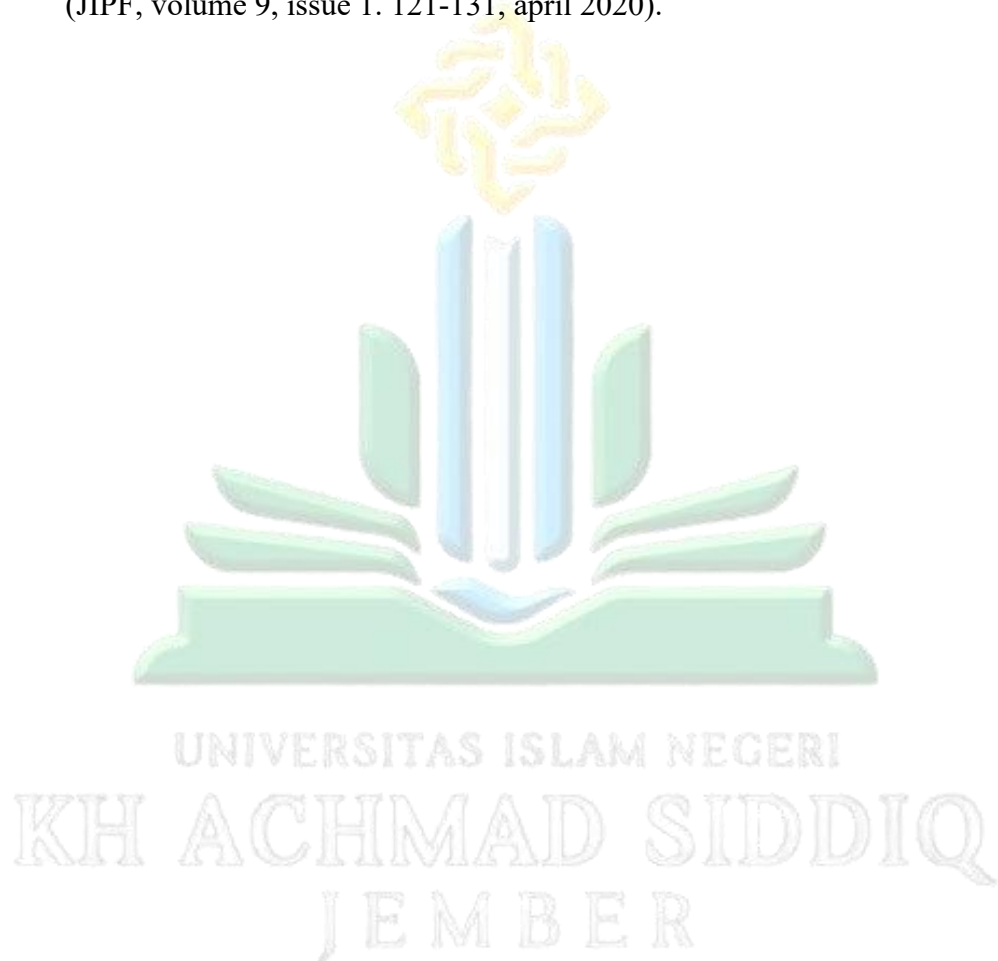 (JIPF, volume 9, issue 1. 121-131, april 2020).
UNIVERSITAS ISLAM NEGERI
KH ACHMAD SIDDIQ
JEMBER